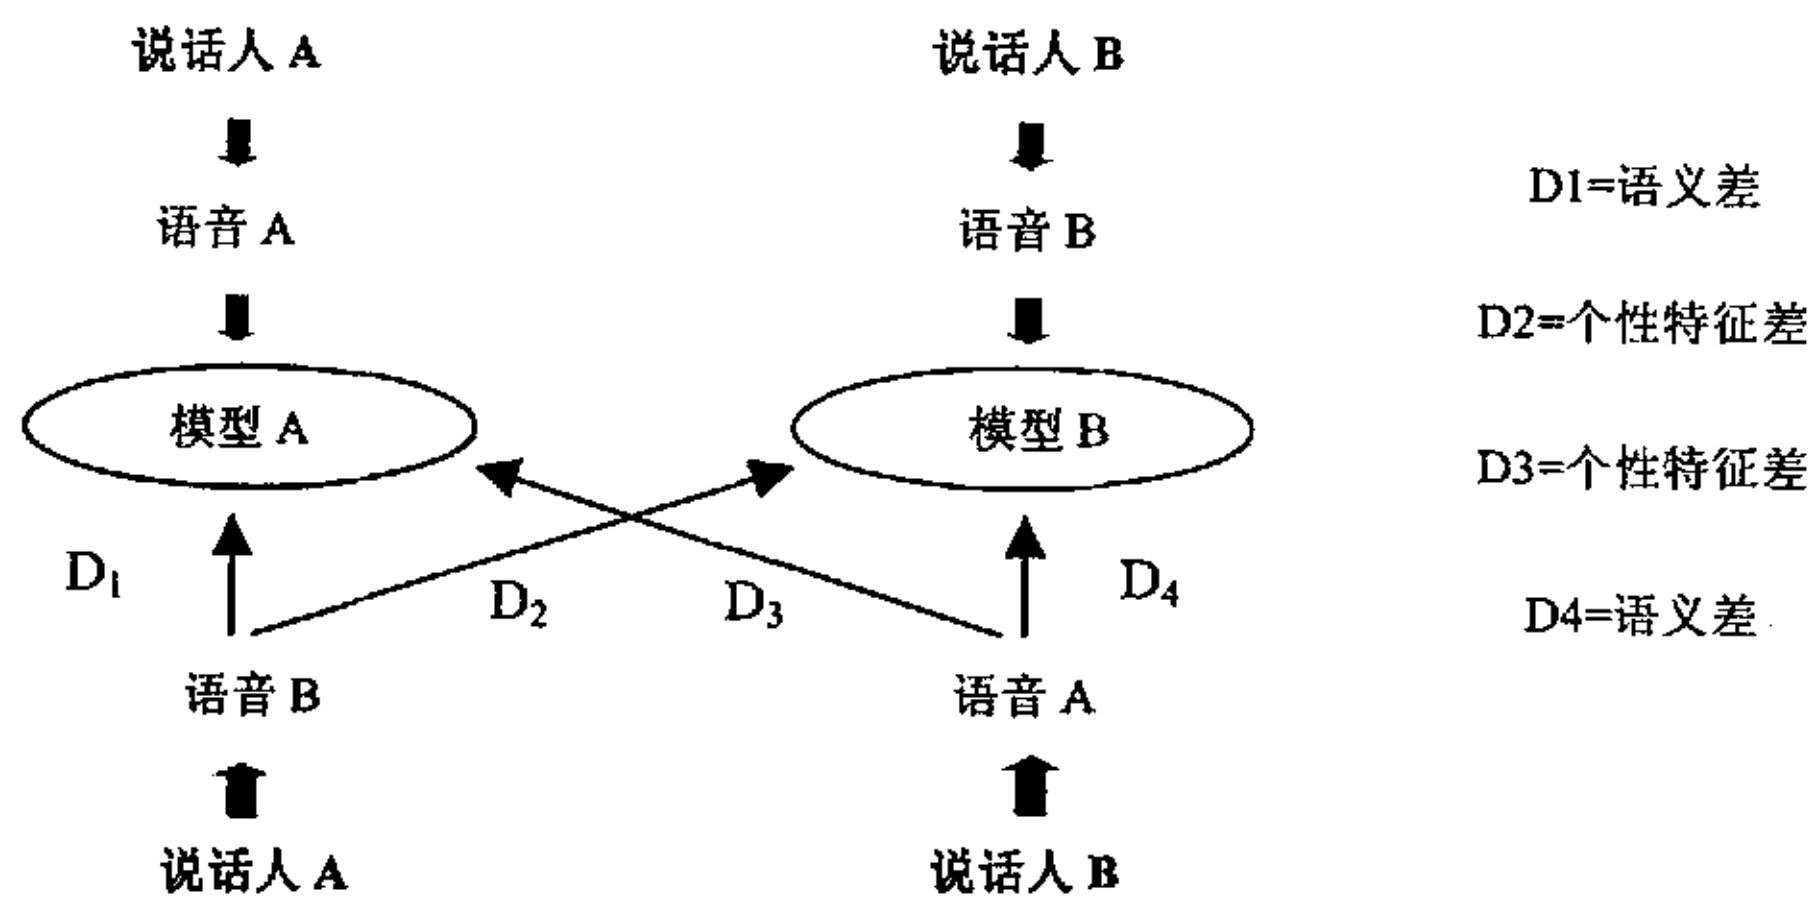 说话人 A
说话人 B
语音 A
语音 B
D1=语义差
D2=个性特征差
模型 A
模型 B
D3=个性特征差
D₁
D₂
D₃
D₄
D4=语义差
语音 B
语音 A
说话人 A
说话人 B